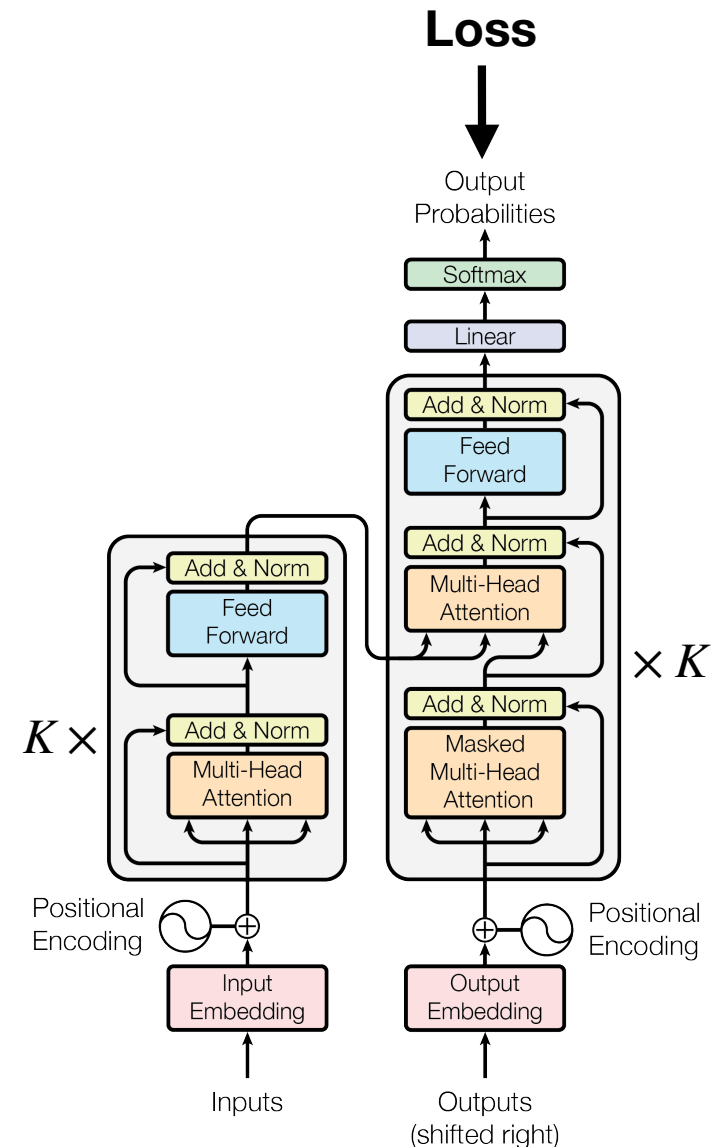 Loss
Output
Probabilities
Softmax
Linear
Add & Norm
Feed
Forward
Add & Norm
Multi-Head
Attention
Add & Norm
Masked
Multi-Head
Attention
× K
Add & Norm
Feed
Forward
Add & Norm
Multi-Head
Attention
K ×
Positional
Encoding
Positional
Encoding
Input
Embedding
Output
Embedding
Inputs
Outputs
(shifted right)